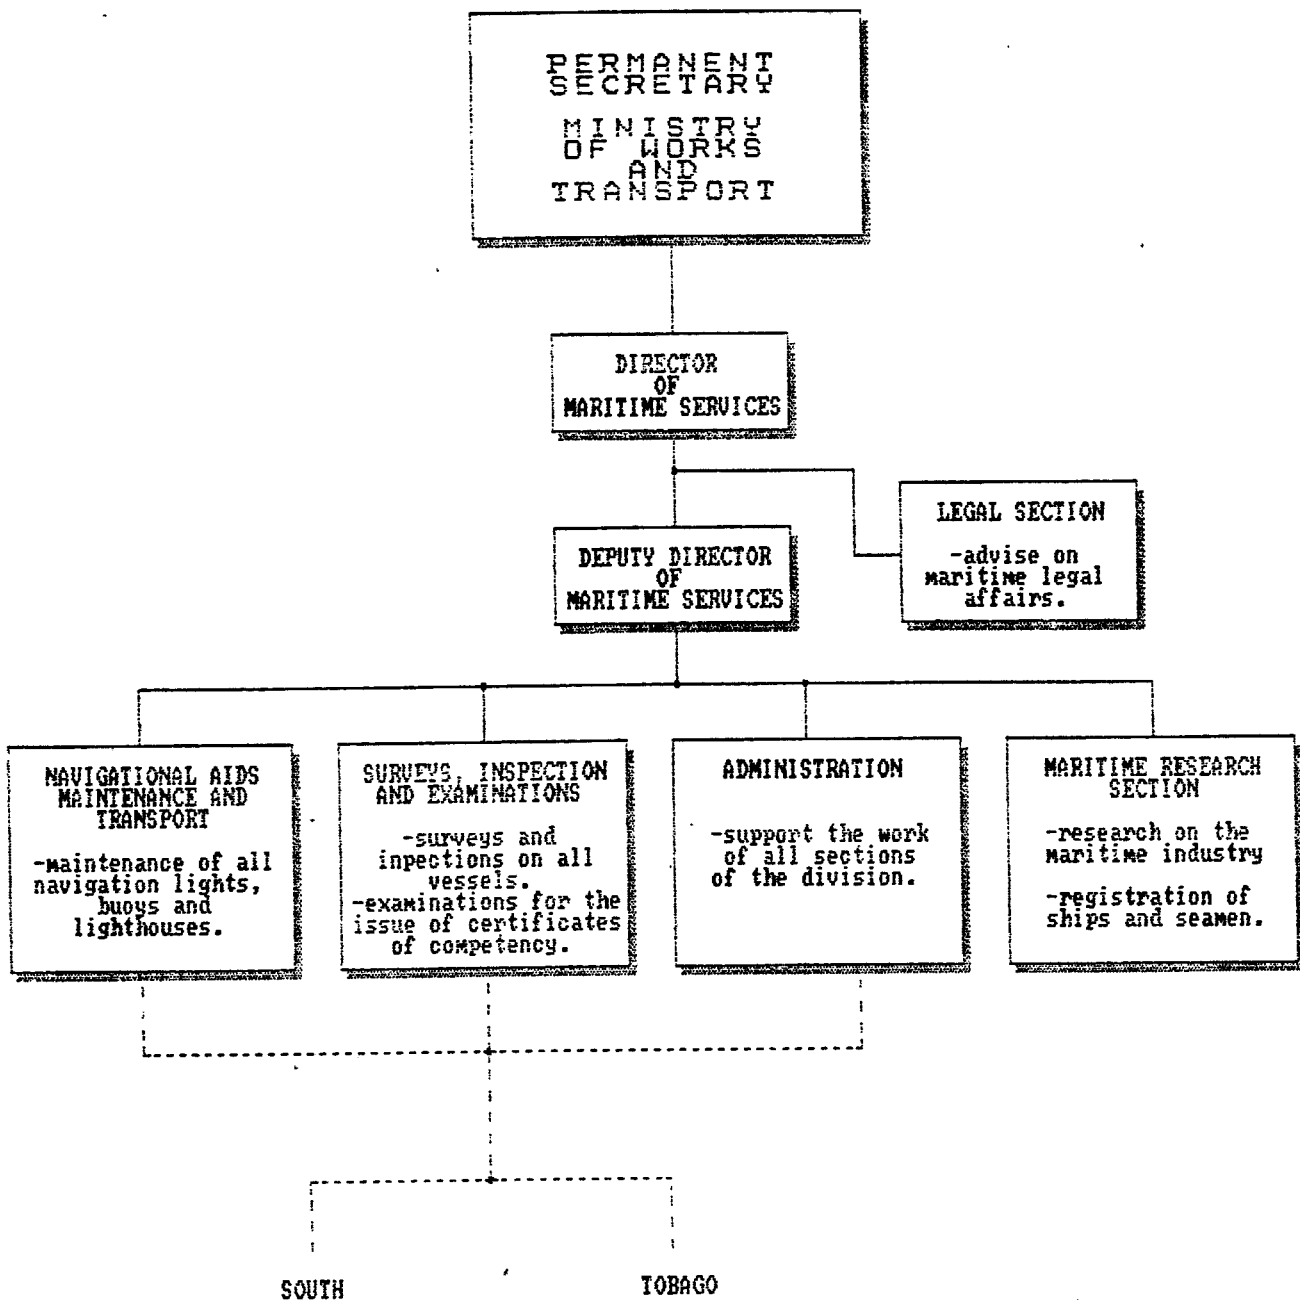 PERMANENT
SECRETARY
MINISTRY
OF WORKS
AND
TRANSPORT
DIRECTOR
OF
MARITIME SERVICES
LEGAL SECTION
-advise on
maritime legal
affairs.
DEPUTY DIRECTOR
OF
MARITIME SERVICES
NAVIGATIONAL AIDS
MAINTENANCE AND
TRANSPORT
-maintenance of all
navigation lights,
buoys and
lighthouses.
SURVEYS, INSPECTION
AND EXAMINATIONS
-surveys and
inpections on all
vessels.
-examinations for the
issue of certificates
of competency.
ADMINISTRATION
-support the work
of all sections
of the division.
MARITIME RESEARCH
SECTION
-research on the
maritime industry
-registration of
ships and seamen.
SOUTH
TOBAGO